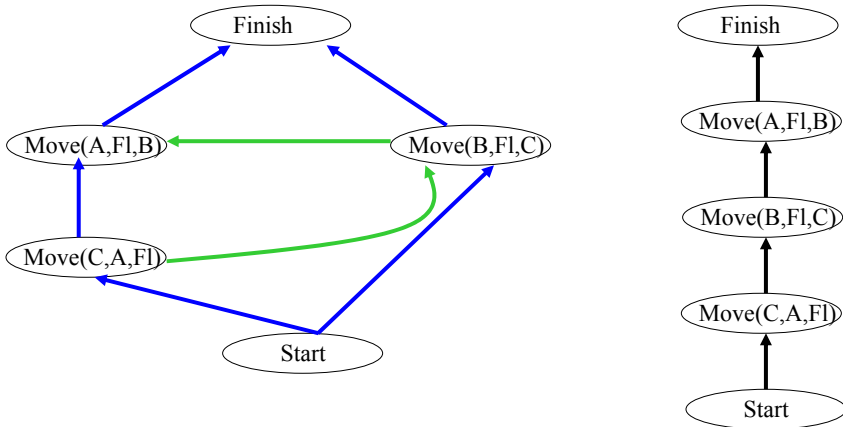 Finish
Move(A,Fl,B)
Move(B,Fl,C)
Move(C,A,Fl)
Start
Finish
Move(A,Fl,B)
Move(B,Fl,C)
Move(C,A,Fl)
Start